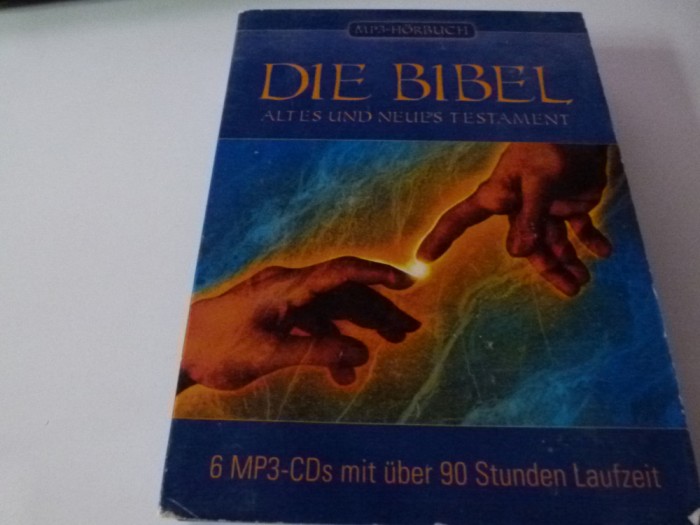 MP3-HÖRBUCH
DIE BIBEL
ALTES UND NEUES TESTAMENT
6 MP3-CDs mit über 90 Stunden Laufzeit